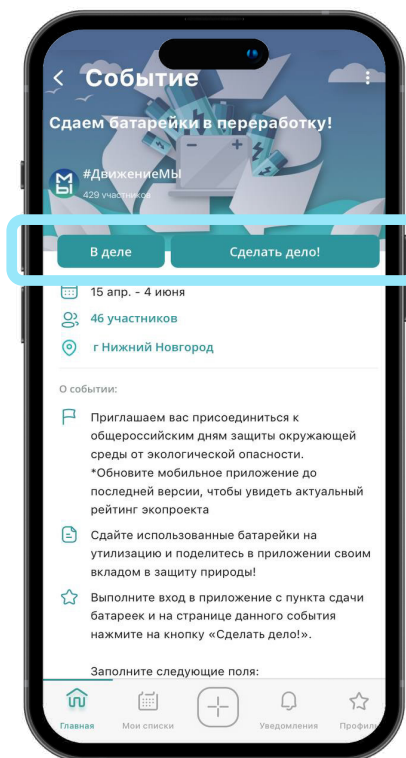 Событие
Сдаем батарейки в переработку!
#ДвижениеМЫ
429 участников
МЫ
В деле
Сделать дело!
15 апр. - 4 июня
46 участников
г Нижний Новгород
О событии:
Приглашаем вас присоединиться к
общероссийским дням защиты окружающей
среды от экологической опасности.
*Обновите мобильное приложение до
последней версии, чтобы увидеть актуальный
рейтинг экопроекта
Сдайте использованные батарейки на
утилизацию и поделитесь в приложении своим
вкладом в защиту природы!
Выполните вход в приложение с пункта сдачи
батареек и на странице данного события
нажмите на кнопку «Сделать дело!».
Заполните следующие поля:
Главная
Мои списки
Уведомления
Профиль